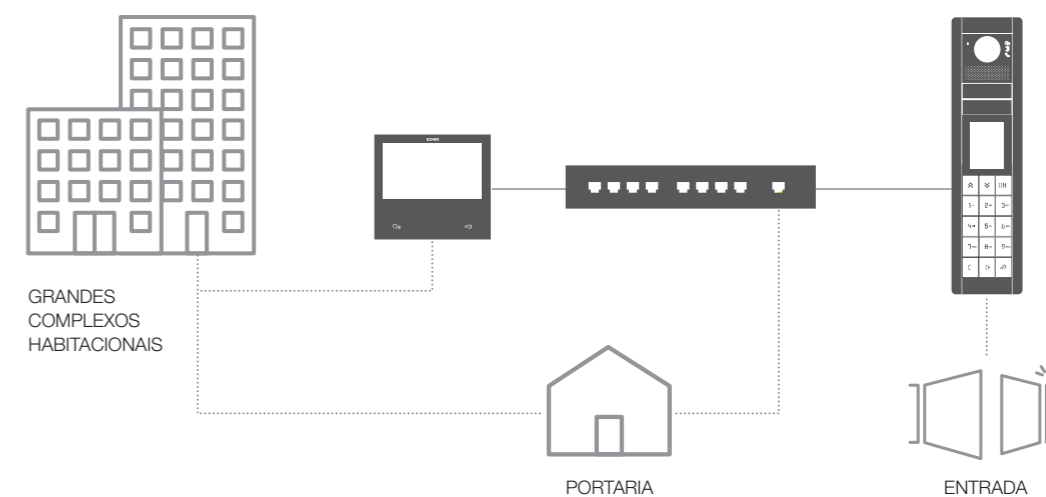 GRANDES
COMPLEXOS
HABITACIONAIS
PORTARIA
ENTRADA